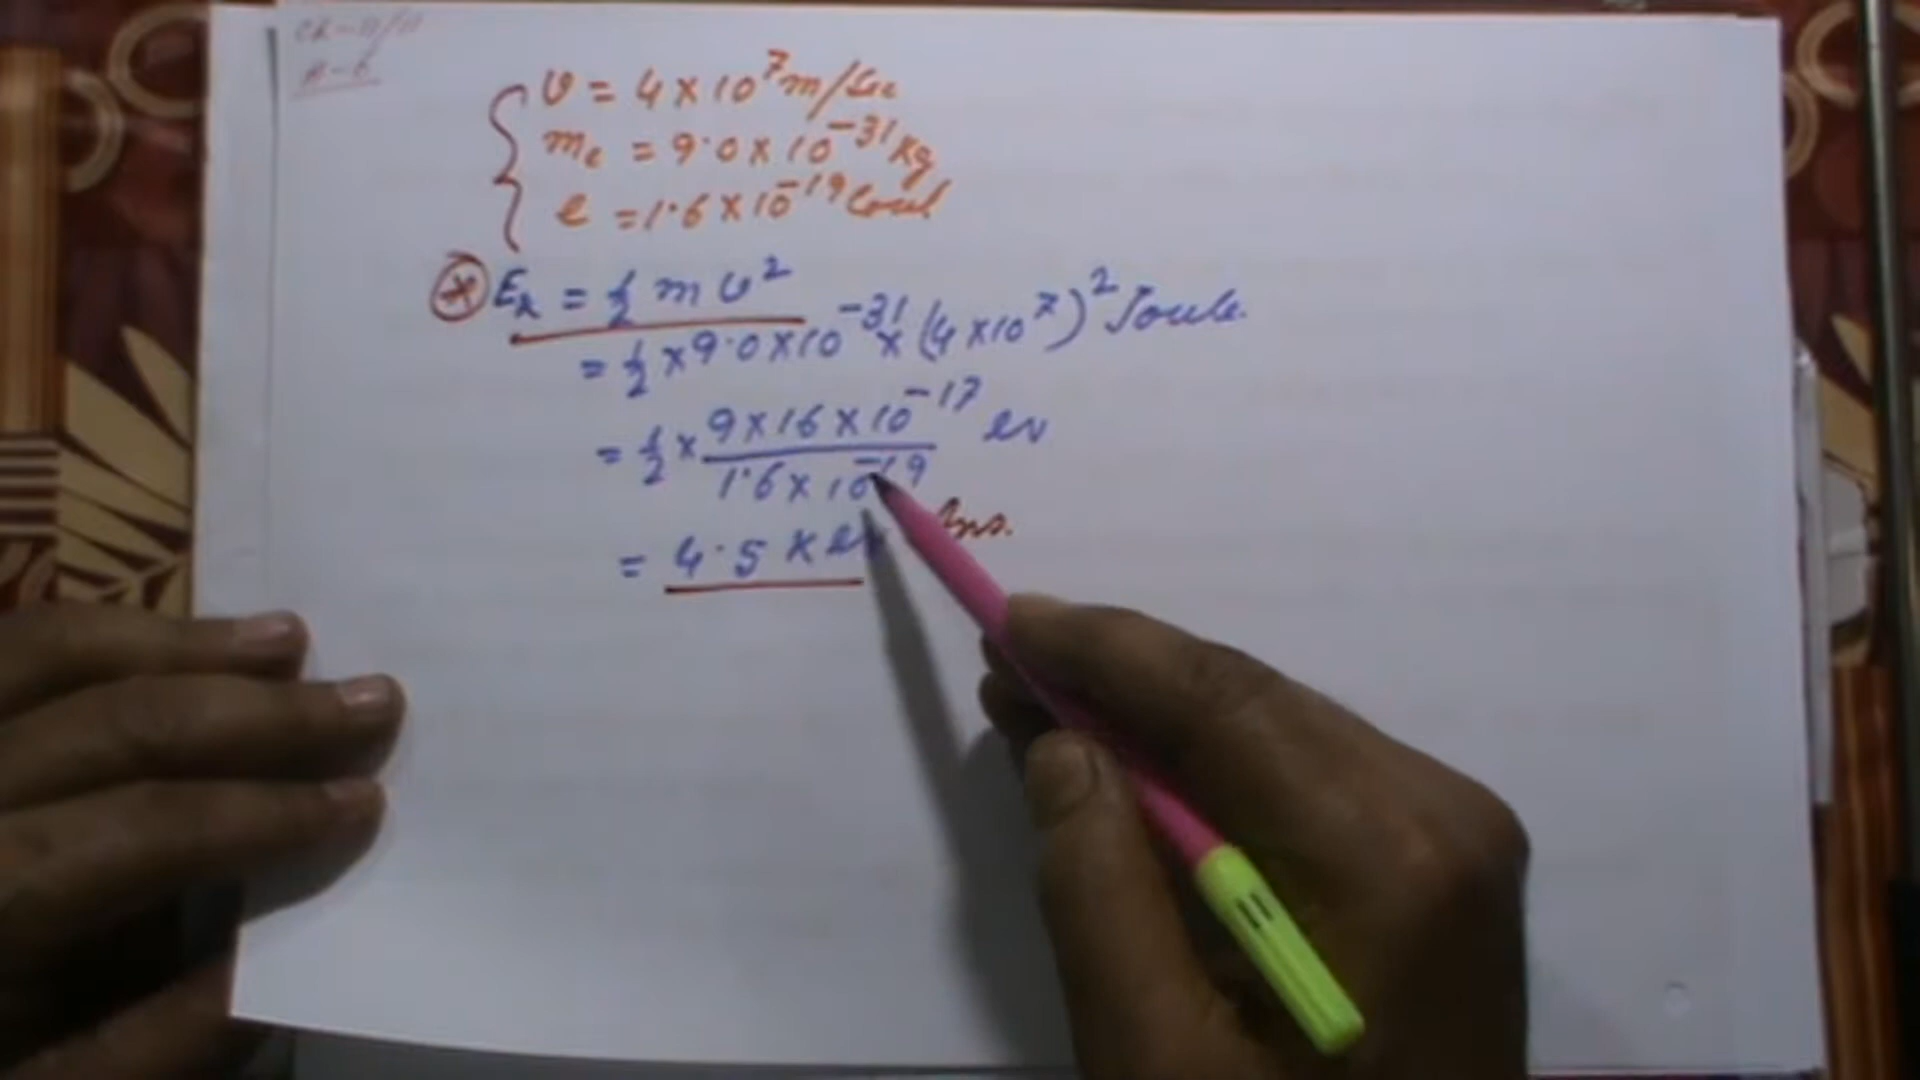 υ = 4 × 10⁷ m/sec
mₑ = 9.0 × 10⁻³¹ Kg
e = 1.6 × 10⁻¹⁹ Coul
* Eₖ = ½ m υ²
= ½ × 9.0 × 10⁻³¹ × (4 × 10⁷)² Joule.
= ½ × 9 × 16 × 10⁻¹⁷ / 1.6 × 10⁻¹⁹ ev
= 4.5 Kev Ans.